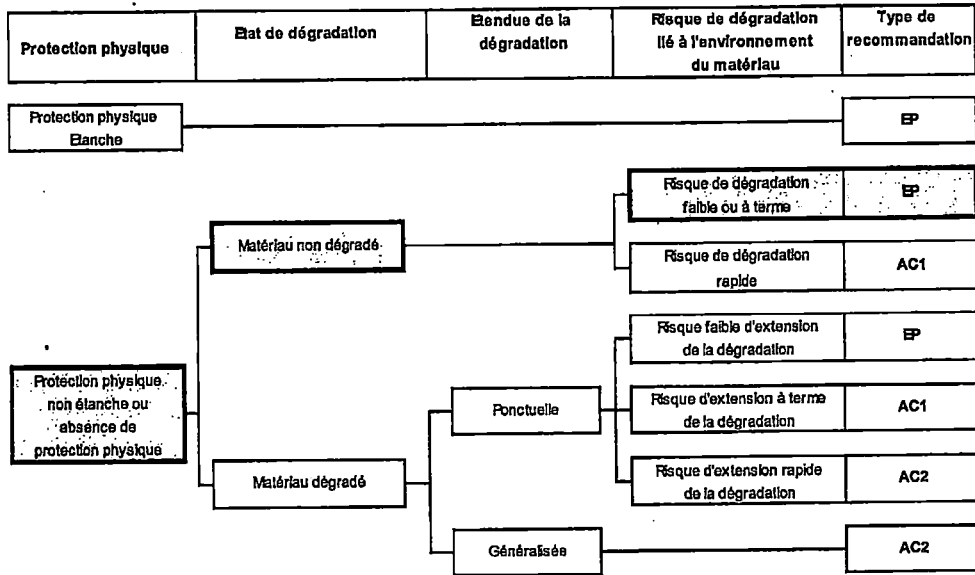 Protection physique
Etat de dégradation
Etendue de la
dégradation
Risque de dégradation
lié à l'environnement
du matériau
Type de
recommandation
Protection physique
Etanche
EP
Protection physique
non étanche ou
absence de
protection physique
Matériau non dégradé
Risque de dégradation
faible ou à terme
EP
Risque de dégradation
rapide
AC1
Matériau dégradé
Ponctuelle
Risque faible d'extension
de la dégradation
EP
Risque d'extension à terme
de la dégradation
AC1
Risque d'extension rapide
de la dégradation
AC2
Généralisée
AC2